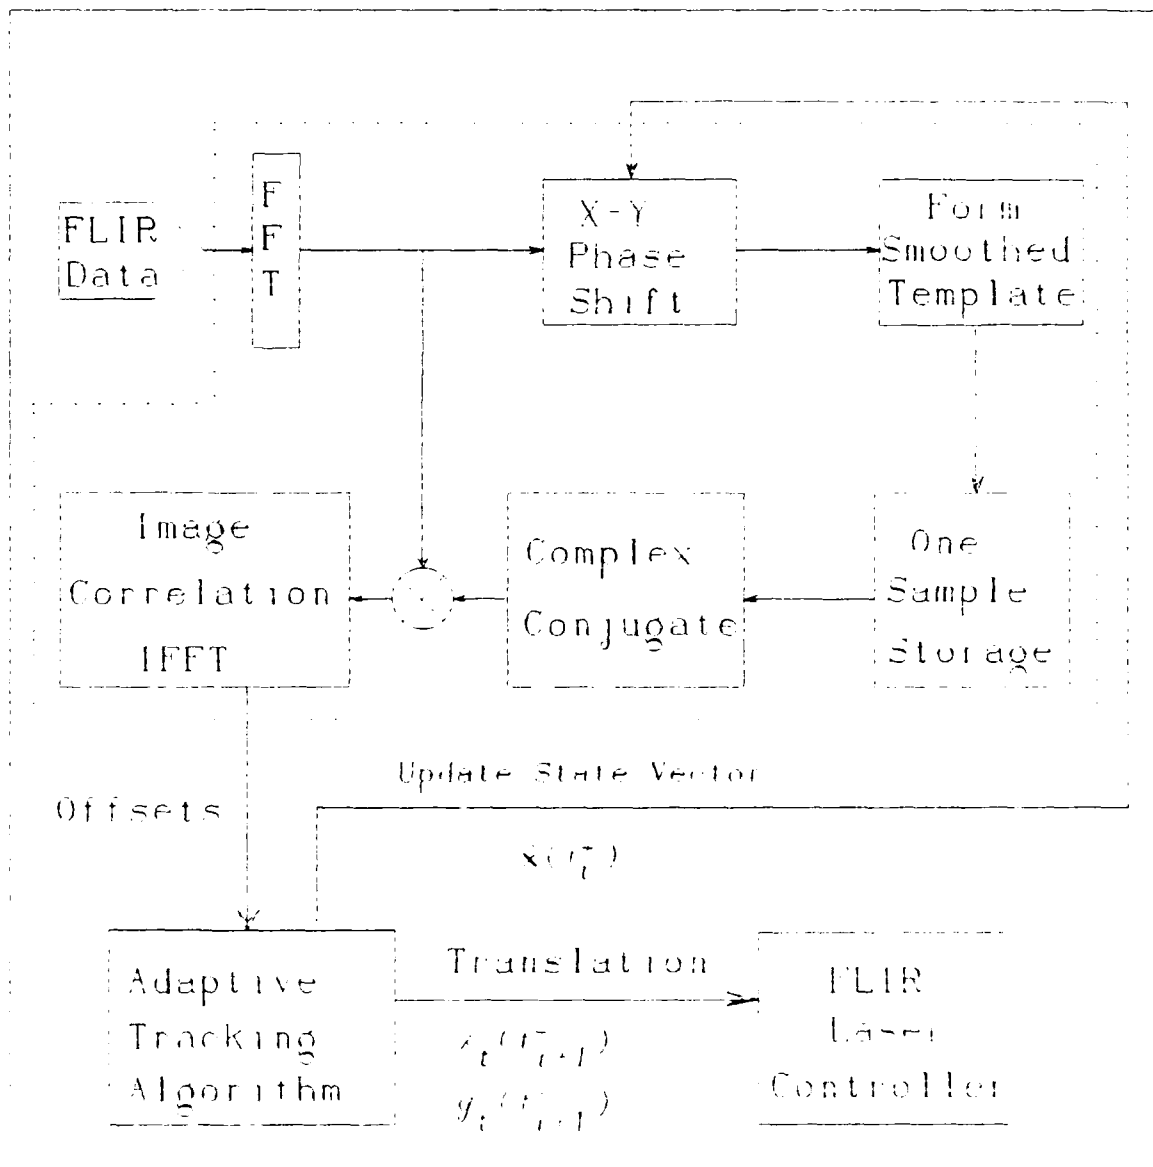 FLIR
Data
F
F
T
X-Y
Phase
Shift
Form
Smoothed
Template
Image
Correlation
IFFT
Complex
Conjugate
One
Sample
Storage
Update State Vector
Offsets
Adaptive
Tracking
Algorithm
Translation
FLIR
Laser
Controller